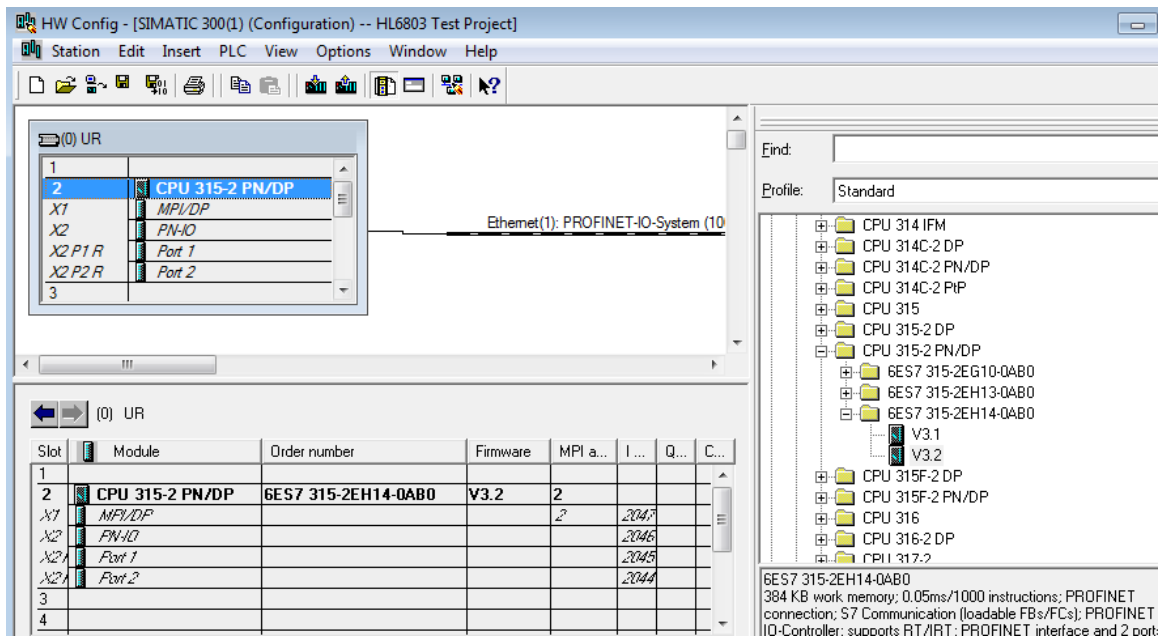 HW Config - [SIMATIC 300(1) (Configuration) -- HL6803 Test Project]
Station Edit Insert PLC View Options Window Help
(0) UR
1
2 CPU 315-2 PN/DP
X1 MPI/DP
X2 PN-IO
X2 P1 R Port 1
X2 P2 R Port 2
3
Ethernet(1): PROFINET-IO-System (10
Find:
Profile: Standard
CPU 314 IFM
CPU 314C-2 DP
CPU 314C-2 PN/DP
CPU 314C-2 PtP
CPU 315
CPU 315-2 DP
CPU 315-2 PN/DP
6ES7 315-2EG10-0AB0
6ES7 315-2EH13-0AB0
6ES7 315-2EH14-0AB0
V3.1
V3.2
CPU 315F-2 DP
CPU 315F-2 PN/DP
CPU 316
CPU 316-2 DP
CPU 317-2
(0) UR
Slot Module Order number Firmware MPI a... I ... Q... C...
1
2 CPU 315-2 PN/DP 6ES7 315-2EH14-0AB0 V3.2 2
X1 MPI/DP 2 2047
X2 PN-IO 2046
X2 Port 1 2045
X2 Port 2 2044
3
4
6ES7 315-2EH14-0AB0
384 KB work memory; 0.05ms/1000 instructions; PROFINET
connection; S7 Communication (loadable FBs/FCs); PROFINET
IO-Controller; supports RT/IRT; PROFINET interface and 2 port